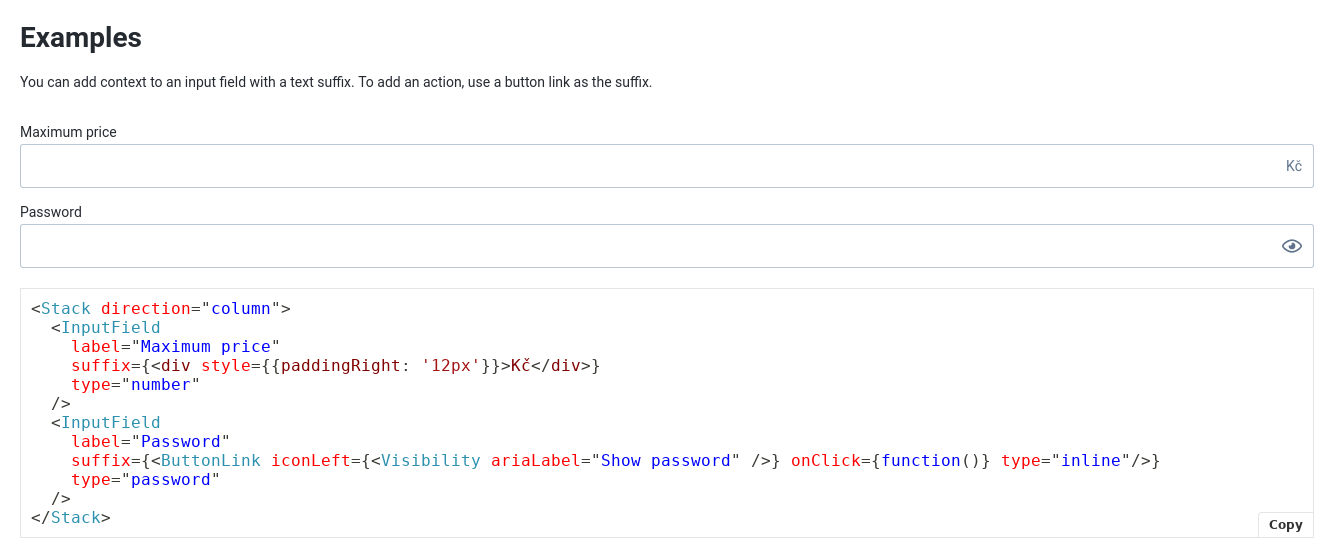 Examples
You can add context to an input field with a text suffix. To add an action, use a button link as the suffix.
Maximum price
Kč
Password
<Stack direction="column">
  <InputField
    label="Maximum price"
    suffix={<div style={{paddingRight: '12px'}}>Kč</div>}
    type="number"
  />
  <InputField
    label="Password"
    suffix={<ButtonLink iconLeft={<Visibility ariaLabel="Show password" />} onClick={function()} type="inline"/>}
    type="password"
  />
</Stack>
Copy